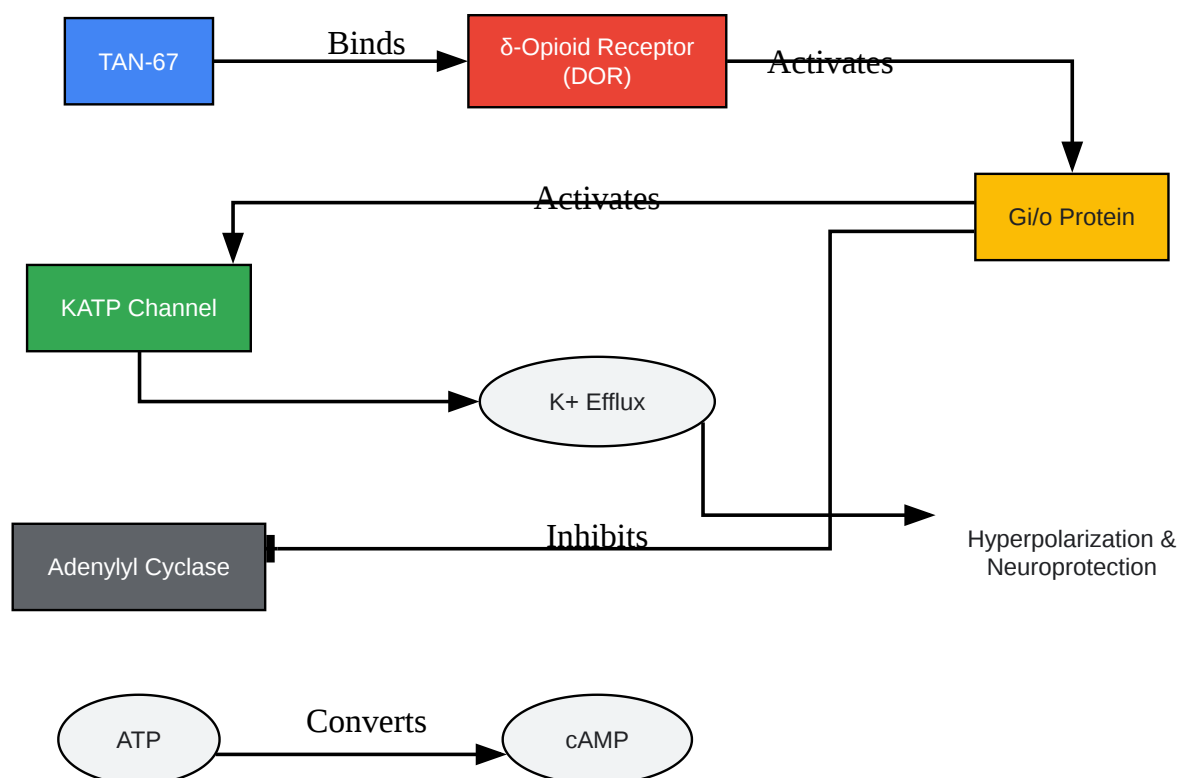 TAN-67
Binds
δ-Opioid Receptor
(DOR)
Activates
Activates
Gi/o Protein
KATP Channel
K+ Efflux
Inhibits
Adenylyl Cyclase
Hyperpolarization &
Neuroprotection
ATP
Converts
cAMP